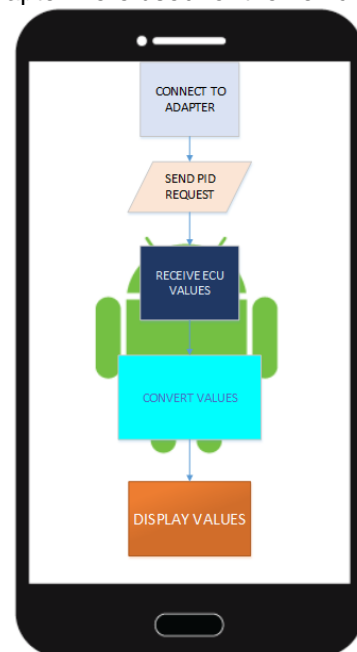 CONNECT TO
ADAPTER
SEND PID
REQUEST
RECEIVE ECU
VALUES
CONVERT VALUES
DISPLAY VALUES